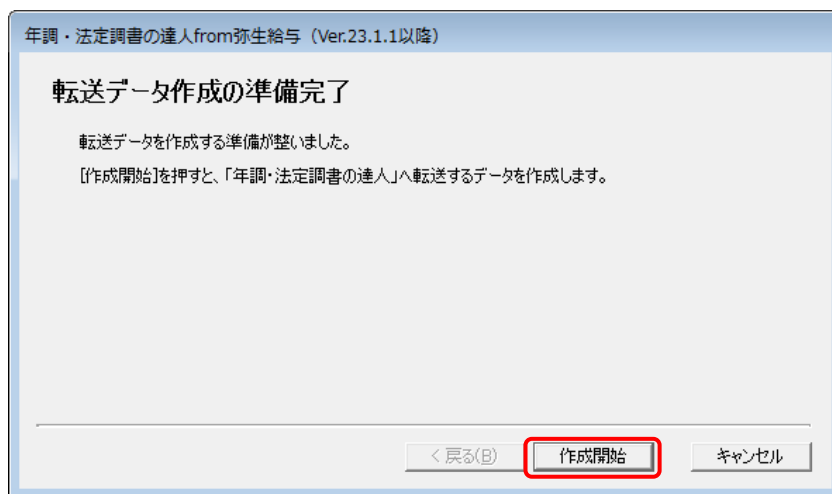 年調・法定調書の達人from弥生給与（Ver.23.1.1以降）
転送データ作成の準備完了
転送データを作成する準備が整いました。
[作成開始]を押すと、「年調・法定調書の達人」へ転送するデータを作成します。
< 戻る(B) 作成開始 キャンセル